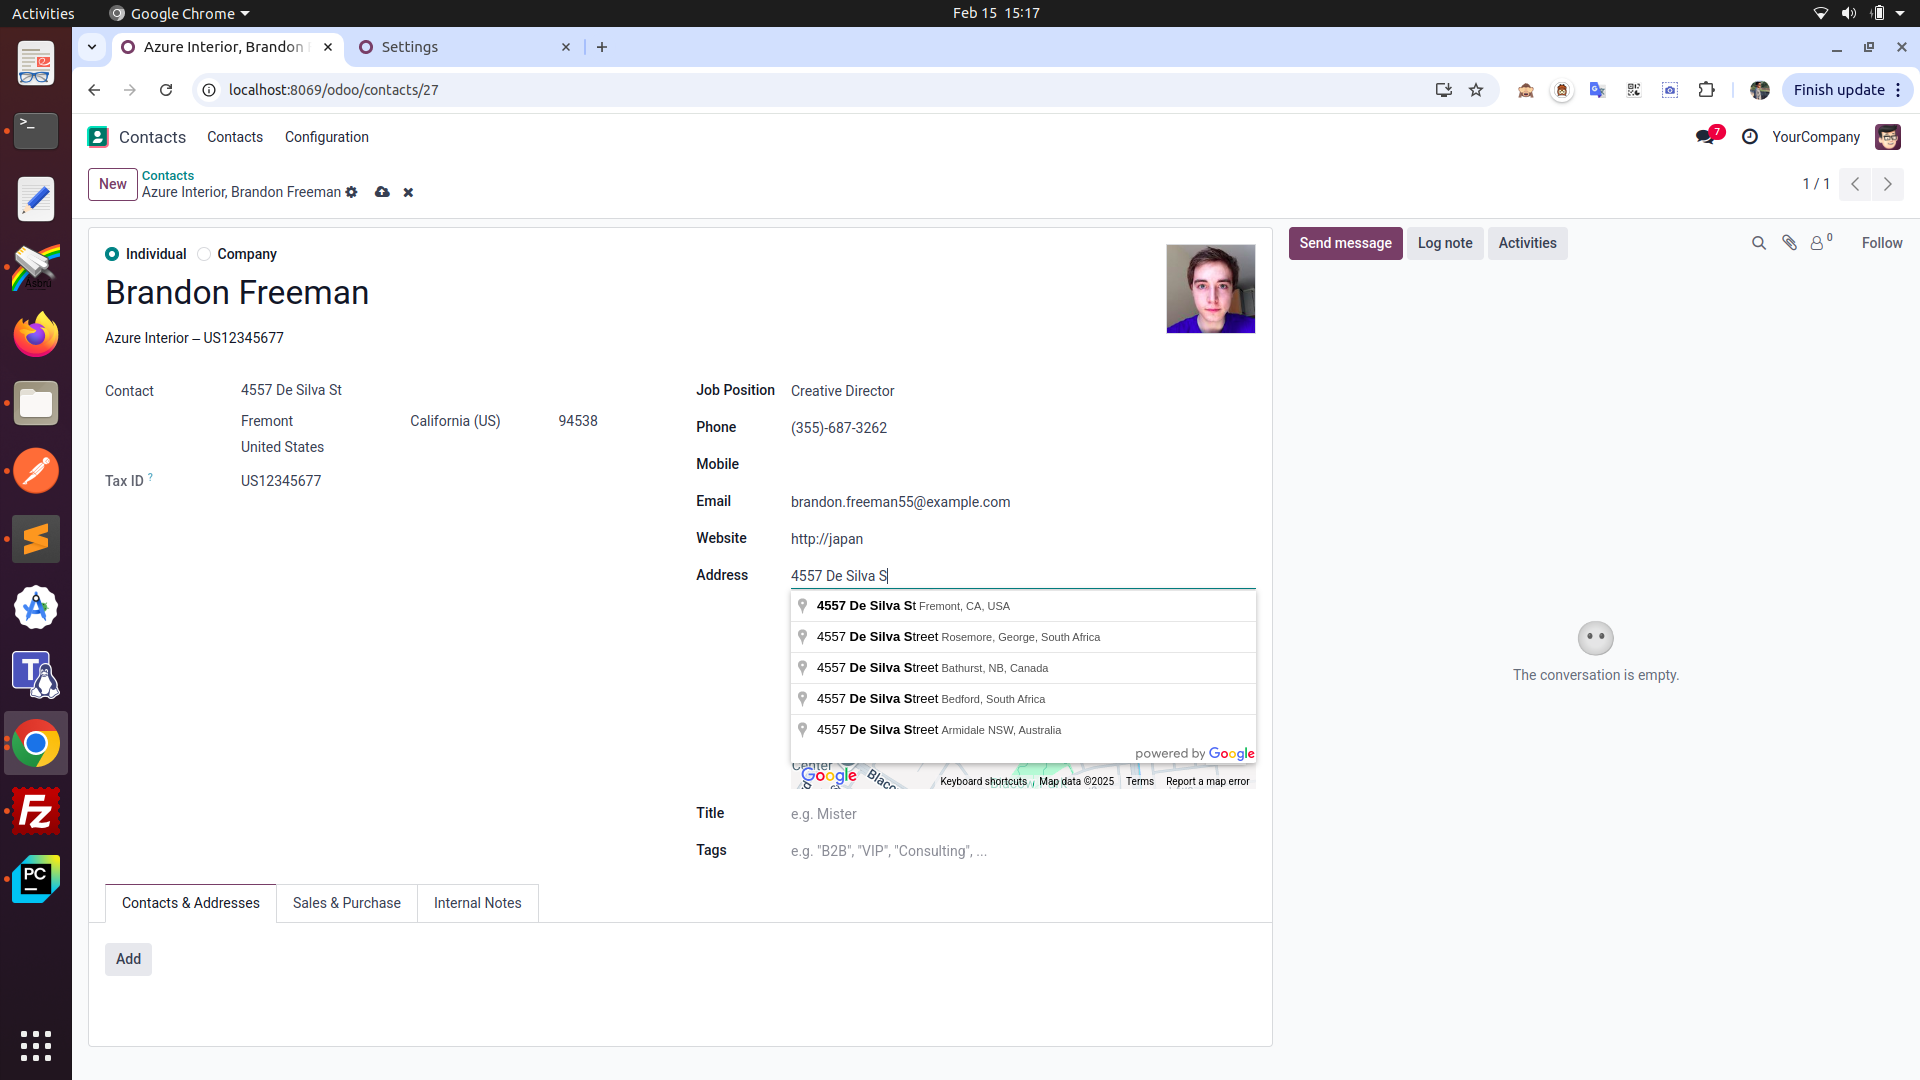 Activities
Google Chrome
Feb 15 15:17
Azure Interior, Brandon
Settings
localhost:8069/odoo/contacts/27
Finish update
Contacts
Contacts
Configuration
7
YourCompany
New
Contacts
Azure Interior, Brandon Freeman
1 / 1
Individual
Company
Send message
Log note
Activities
0
Follow
Brandon Freeman
Azure Interior – US12345677
Contact
4557 De Silva St
Fremont
California (US)
94538
United States
Tax ID ?
US12345677
Job Position
Creative Director
Phone
(355)-687-3262
Mobile
Email
brandon.freeman55@example.com
Website
http://japan
Address
4557 De Silva S
4557 De Silva St Fremont, CA, USA
4557 De Silva Street Rosemore, George, South Africa
4557 De Silva Street Bathurst, NB, Canada
4557 De Silva Street Bedford, South Africa
4557 De Silva Street Armidale NSW, Australia
powered by Google
Center
Google
Blaco
Keyboard shortcuts
Map data ©2025
Terms
Report a map error
Title
e.g. Mister
Tags
e.g. "B2B", "VIP", "Consulting", ...
The conversation is empty.
Contacts & Addresses
Sales & Purchase
Internal Notes
Add
>_
Astru
T
FZ
PC